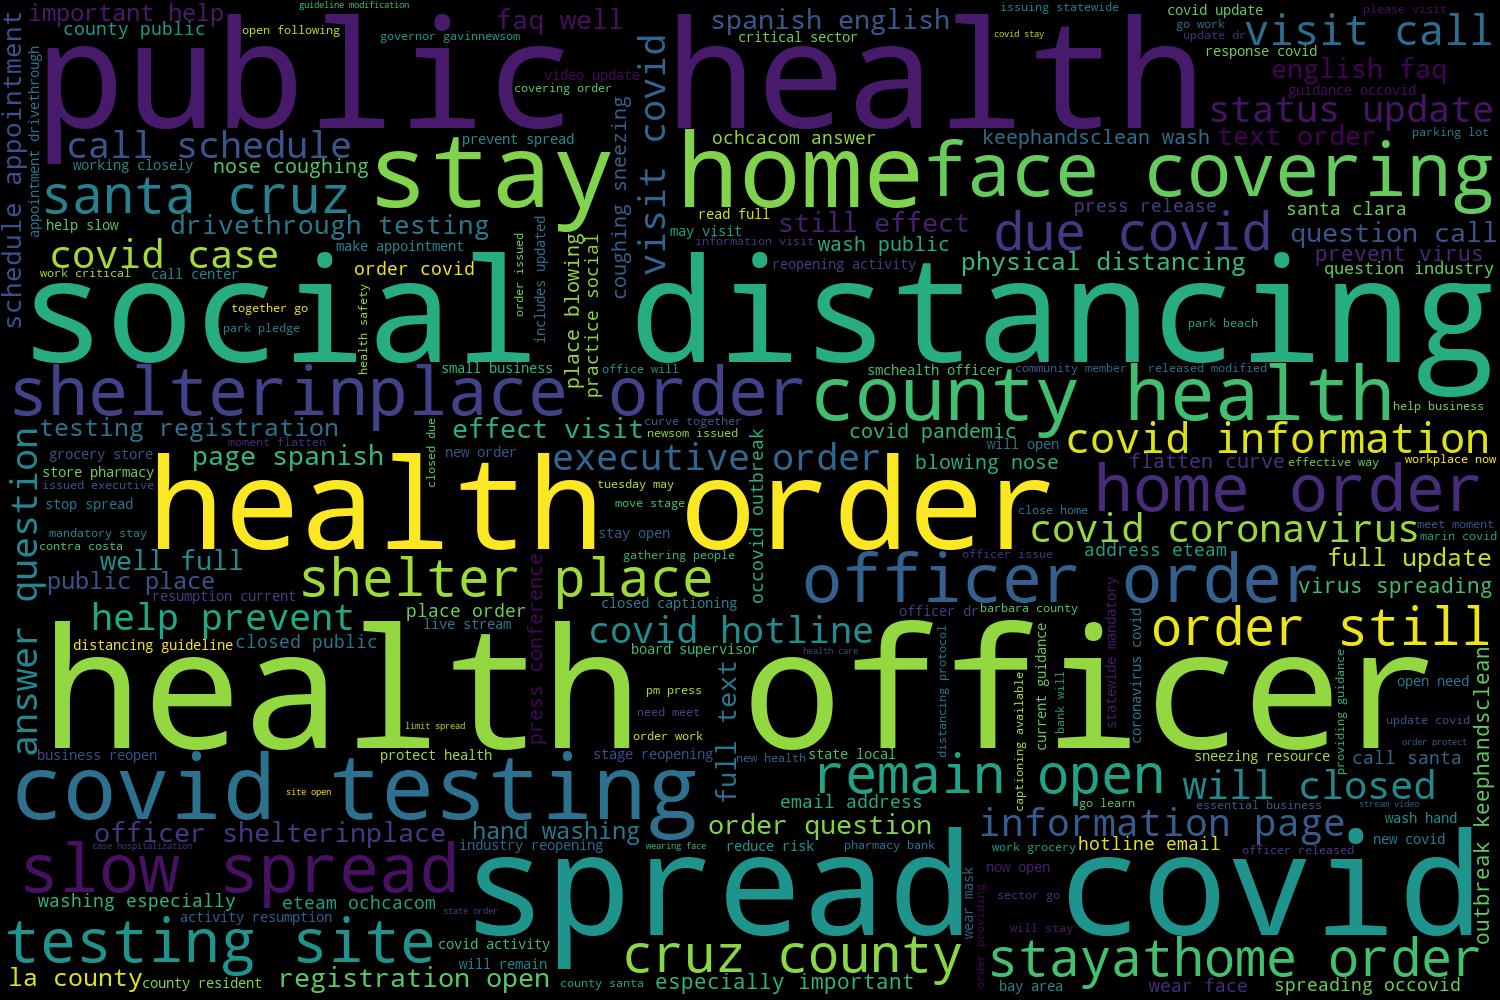 guideline modification
important help
faq well
spanish english
issuing statewide
covid update
please visit
county public
open following
governor gavinnewsom
critical sector
covid stay
go work
update dr
visit call
response covid
public health
video update
covering order
english faq
guidance occovid
status update
schedule appointment
appointment drivethrough
visit covid
coughing sneezing
call schedule
prevent spread
ochcacom answer
keephandsclean wash
text order
parking lot
working closely
nose coughing
stay home
face covering
santa cruz
help slow
drivethrough testing
read full
still effect
press release
santa clara
may visit
due covid
question call
covid case
make appointment
information visit
wash public
prevent virus
work critical
call center
order covid
reopening activity
physical distancing
question industry
order issued
includes updated
place blowing
practice social
health safety
social distancing
together go
park pledge
park beach
small business
office will
smchealth officer
community member
released modified
shelterinplace order
county health
help business
testing registration
effect visit
curve together
newsom issued
covid pandemic
will open
covid information
moment flatten
closed due
grocery store
page spanish
new order
executive order
covid outbreak
occovid outbreak
blowing nose
flatten curve
effective way
workplace now
store pharmacy
issued executive
health order
tuesday may
move stage
home order
stop spread
close home
mandatory stay
stay open
covid coronavirus
meet moment
contra costa
marin covid
answer question
well full
shelter place
gathering people
officer issue
address eteam
full update
public place
resumption current
officer order
virus spreading
press conference
closed captioning
help prevent
place order
live stream
officer dr
barbara county
statewide mandatory
coronavirus covid
distancing guideline
closed public
covid hotline
board supervisor
health care
order still
health officer
distancing protocol
current guidance
bank will
captioning available
providing guidance
pm press
need meet
open need
limit spread
order work
full text
update covid
order protect
business reopen
protect health
stage reopening
new health
state local
sneezing resource
call santa
outbreak keephandsclean
covid testing
site open
remain open
will closed
email address
go learn
essential business
stream video
officer shelterinplace
hand washing
order question
information page
wash hand
case hospitalization
industry reopening
wearing face
reduce risk
pharmacy bank
work grocery
hotline email
officer released
new covid
slow spread
spread covid
now open
sector go
wear mask
order providing
washing especially
eteam ochcacom
activity resumption
state order
will stay
testing site
covid activity
will remain
cruz county
stayathome order
la county
county resident
registration open
county santa
especially important
bay area
wear face
spreading occovid